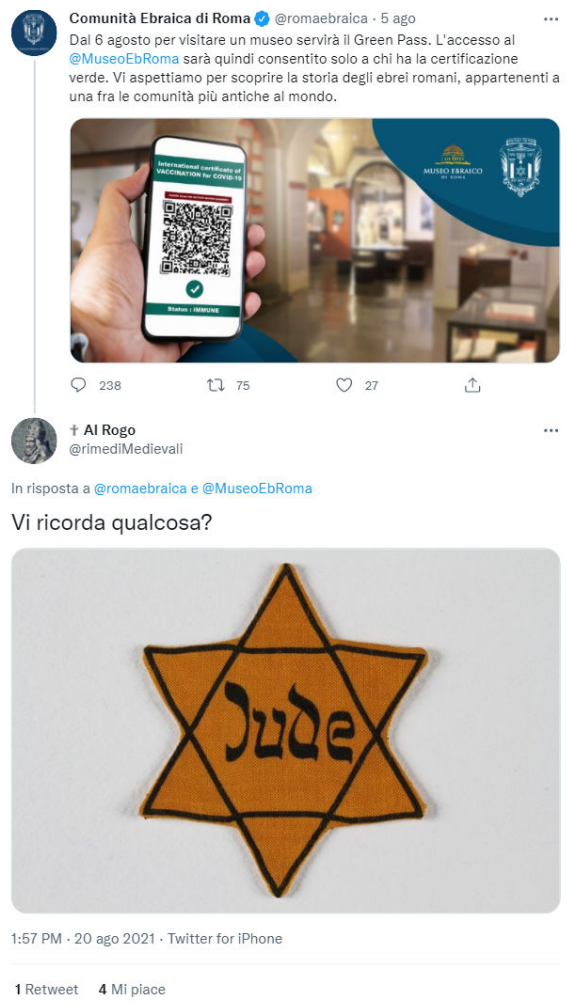 Comunità Ebraica di Roma @romaebraica · 5 ago
Dal 6 agosto per visitare un museo servirà il Green Pass. L'accesso al
@MuseoEbRoma sarà quindi consentito solo a chi ha la certificazione
verde. Vi aspettiamo per scoprire la storia degli ebrei romani, appartenenti a
una fra le comunità più antiche al mondo.
International certificate of
VACCINATION for COVID-19
Status : IMMUNE
MUSEO EBRAICO
DI ROMA
238 75 27
✝ Al Rogo
@rimediMedievali
In risposta a @romaebraica e @MuseoEbRoma
Vi ricorda qualcosa?
Jude
1:57 PM · 20 ago 2021 · Twitter for iPhone
1 Retweet 4 Mi piace